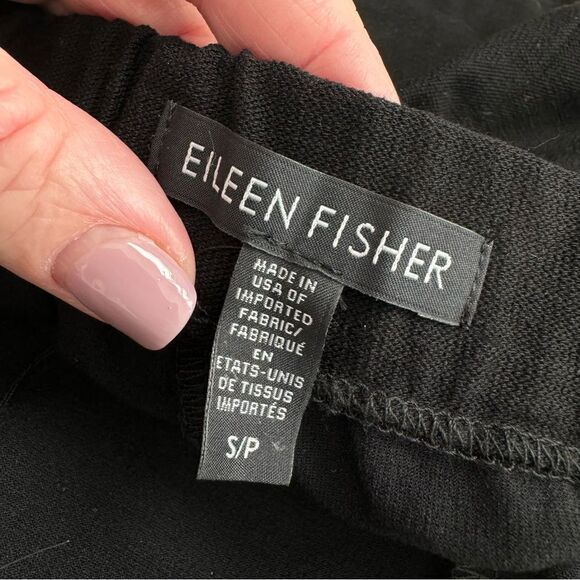 EILEEN FISHER
MADE IN
USA OF
IMPORTED
FABRIC/
FABRIQUÉ
EN
ETATS-UNIS
DE TISSUS
IMPORTÉS
S/P